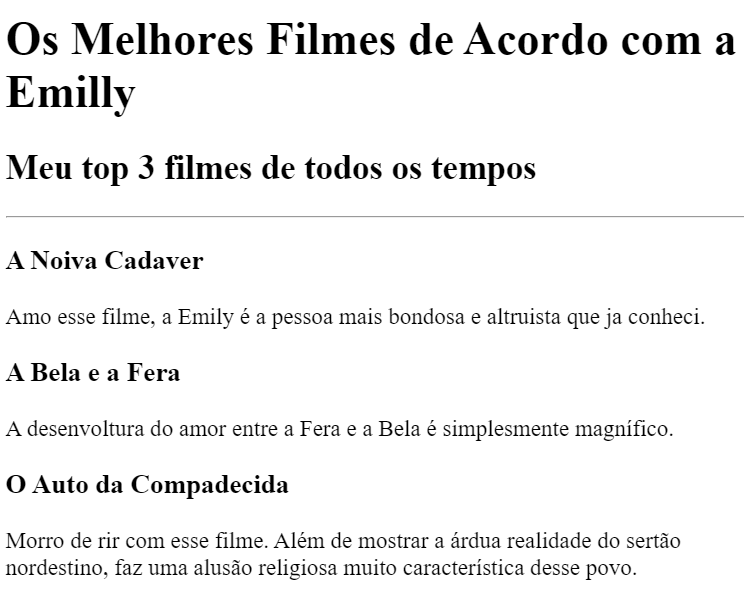 Os Melhores Filmes de Acordo com a
Emilly
Meu top 3 filmes de todos os tempos
A Noiva Cadaver
Amo esse filme, a Emily é a pessoa mais bondosa e altruista que ja conheci.
A Bela e a Fera
A desenvoltura do amor entre a Fera e a Bela é simplesmente magnífico.
O Auto da Compadecida
Morro de rir com esse filme. Além de mostrar a árdua realidade do sertão
nordestino, faz uma alusão religiosa muito característica desse povo.